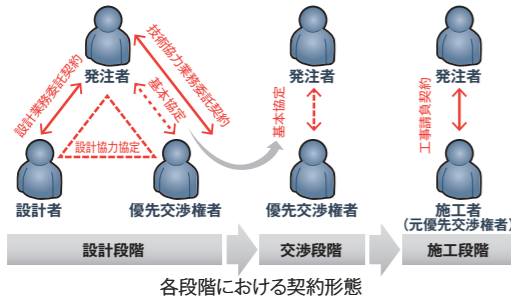 発注者
設計業務委託契約
技術協力業務委託契約
基本協定
設計協力協定
設計者
優先交渉権者
発注者
基本協定
優先交渉権者
発注者
工事請負契約
施工者
(元優先交渉権者)
設計段階
交渉段階
施工段階
各段階における契約形態